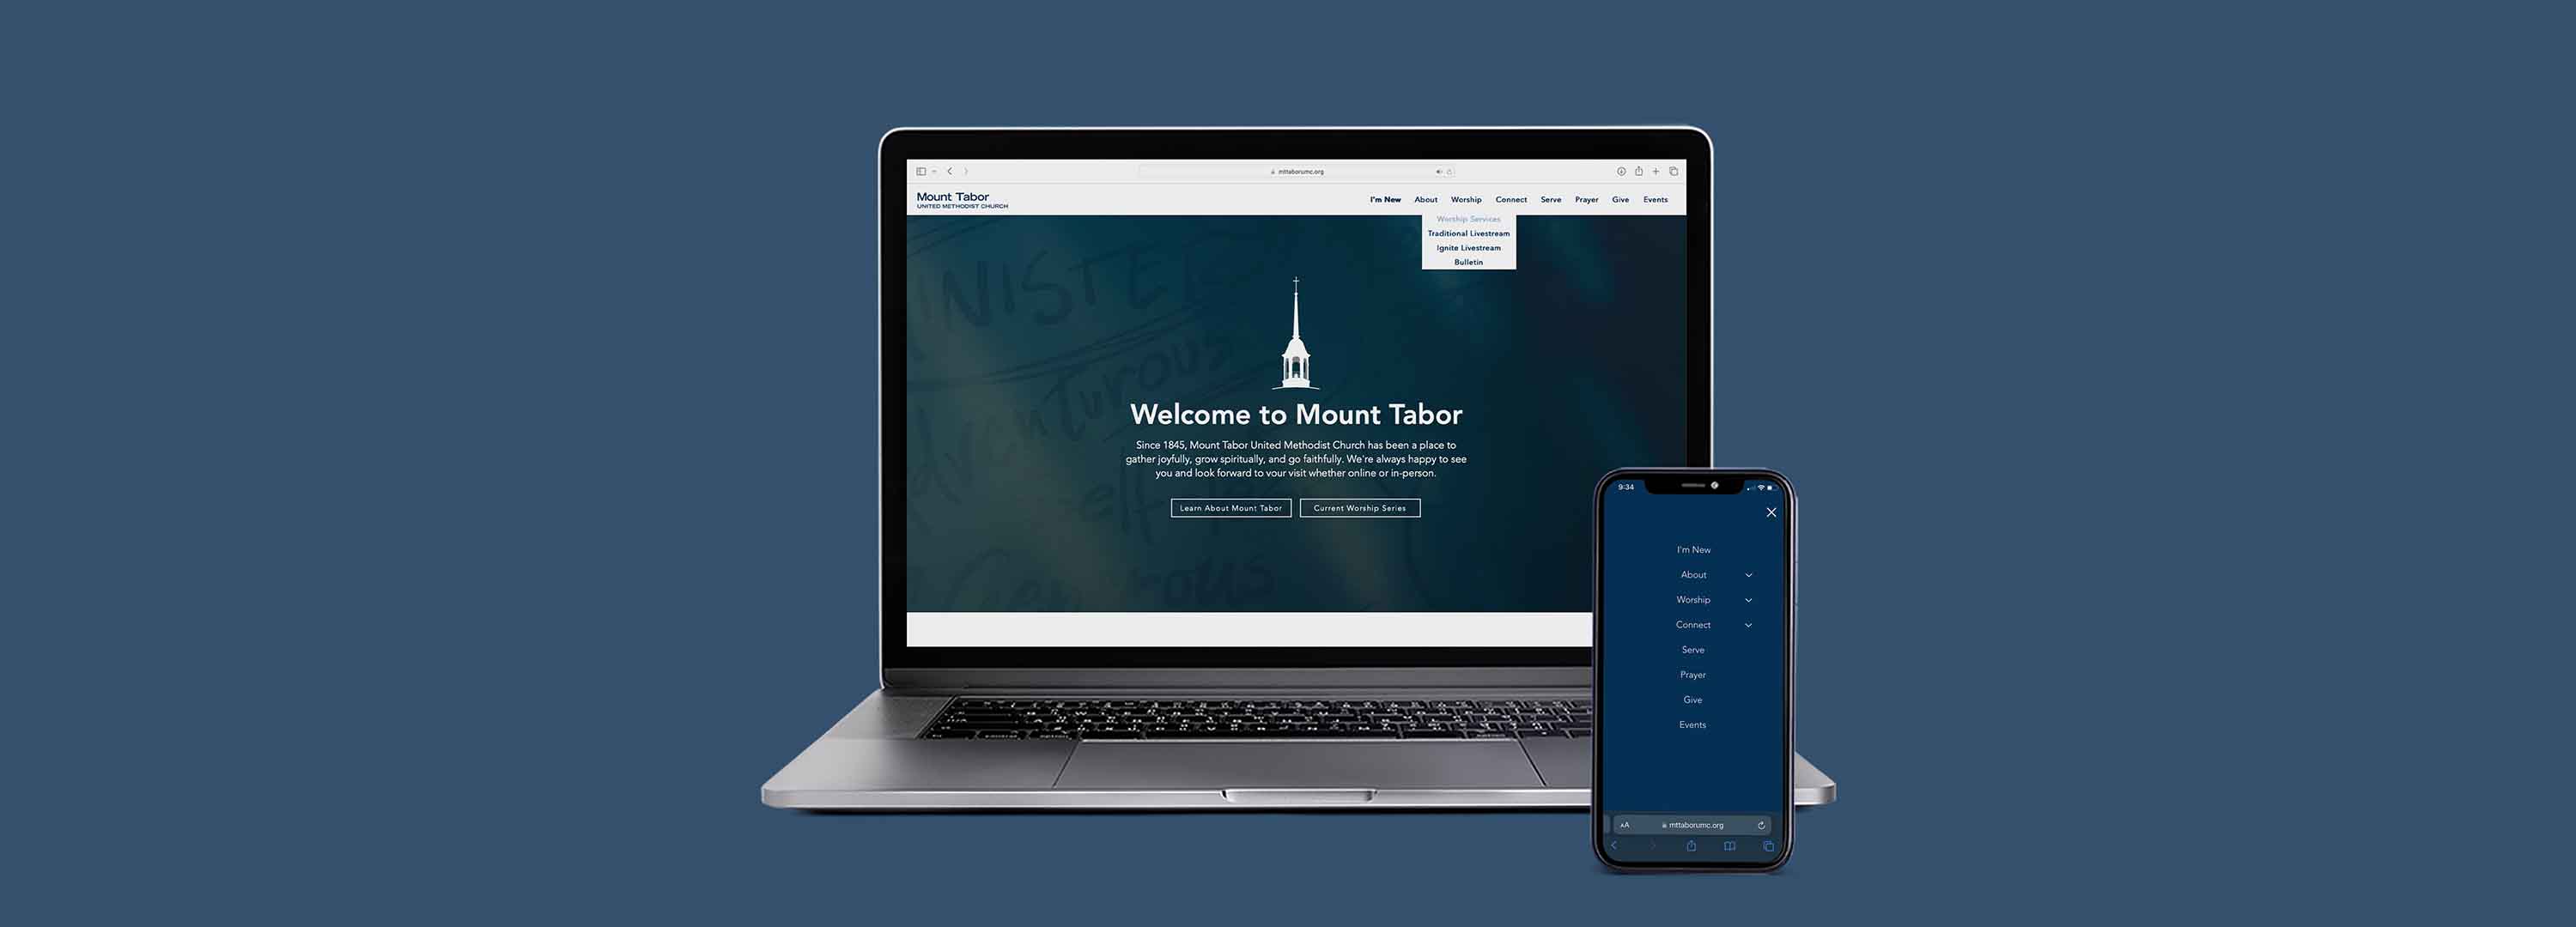 mttaborumc.org
Mount Tabor
UNITED METHODIST CHURCH
I'm New About Worship Connect Serve Prayer Give Events
Worship Services
Traditional Livestream
Ignite Livestream
Bulletin
Adventurous
Welcome to Mount Tabor
Since 1845, Mount Tabor United Methodist Church has been a place to
gather joyfully, grow spiritually, and go faithfully. We're always happy to see
you and look forward to your visit whether online or in-person.
Learn About Mount Tabor
Current Worship Series
control option
option
9:34
I'm New
About
Worship
Connect
Serve
Prayer
Give
Events
AA mttaborumc.org